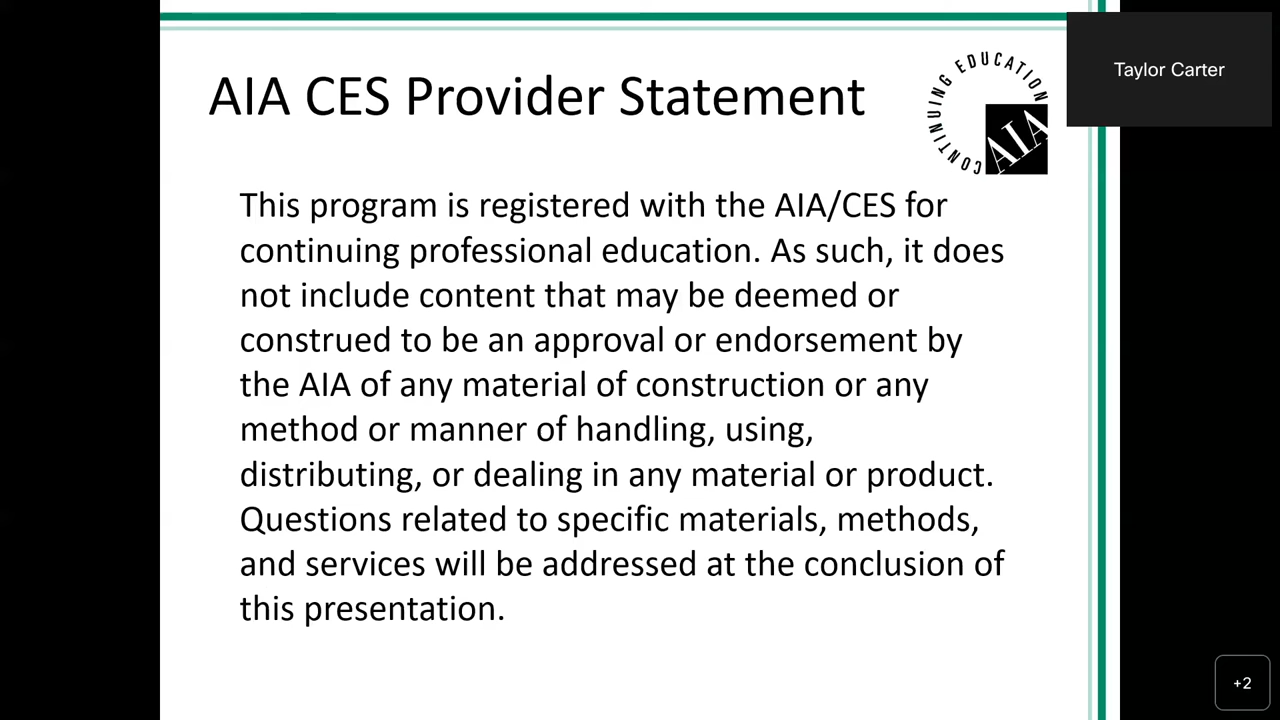 AIA CES Provider Statement
CONTINUING EDUCATION
AIA
Taylor Carter
This program is registered with the AIA/CES for
continuing professional education. As such, it does
not include content that may be deemed or
construed to be an approval or endorsement by
the AIA of any material of construction or any
method or manner of handling, using,
distributing, or dealing in any material or product.
Questions related to specific materials, methods,
and services will be addressed at the conclusion of
this presentation.
+2